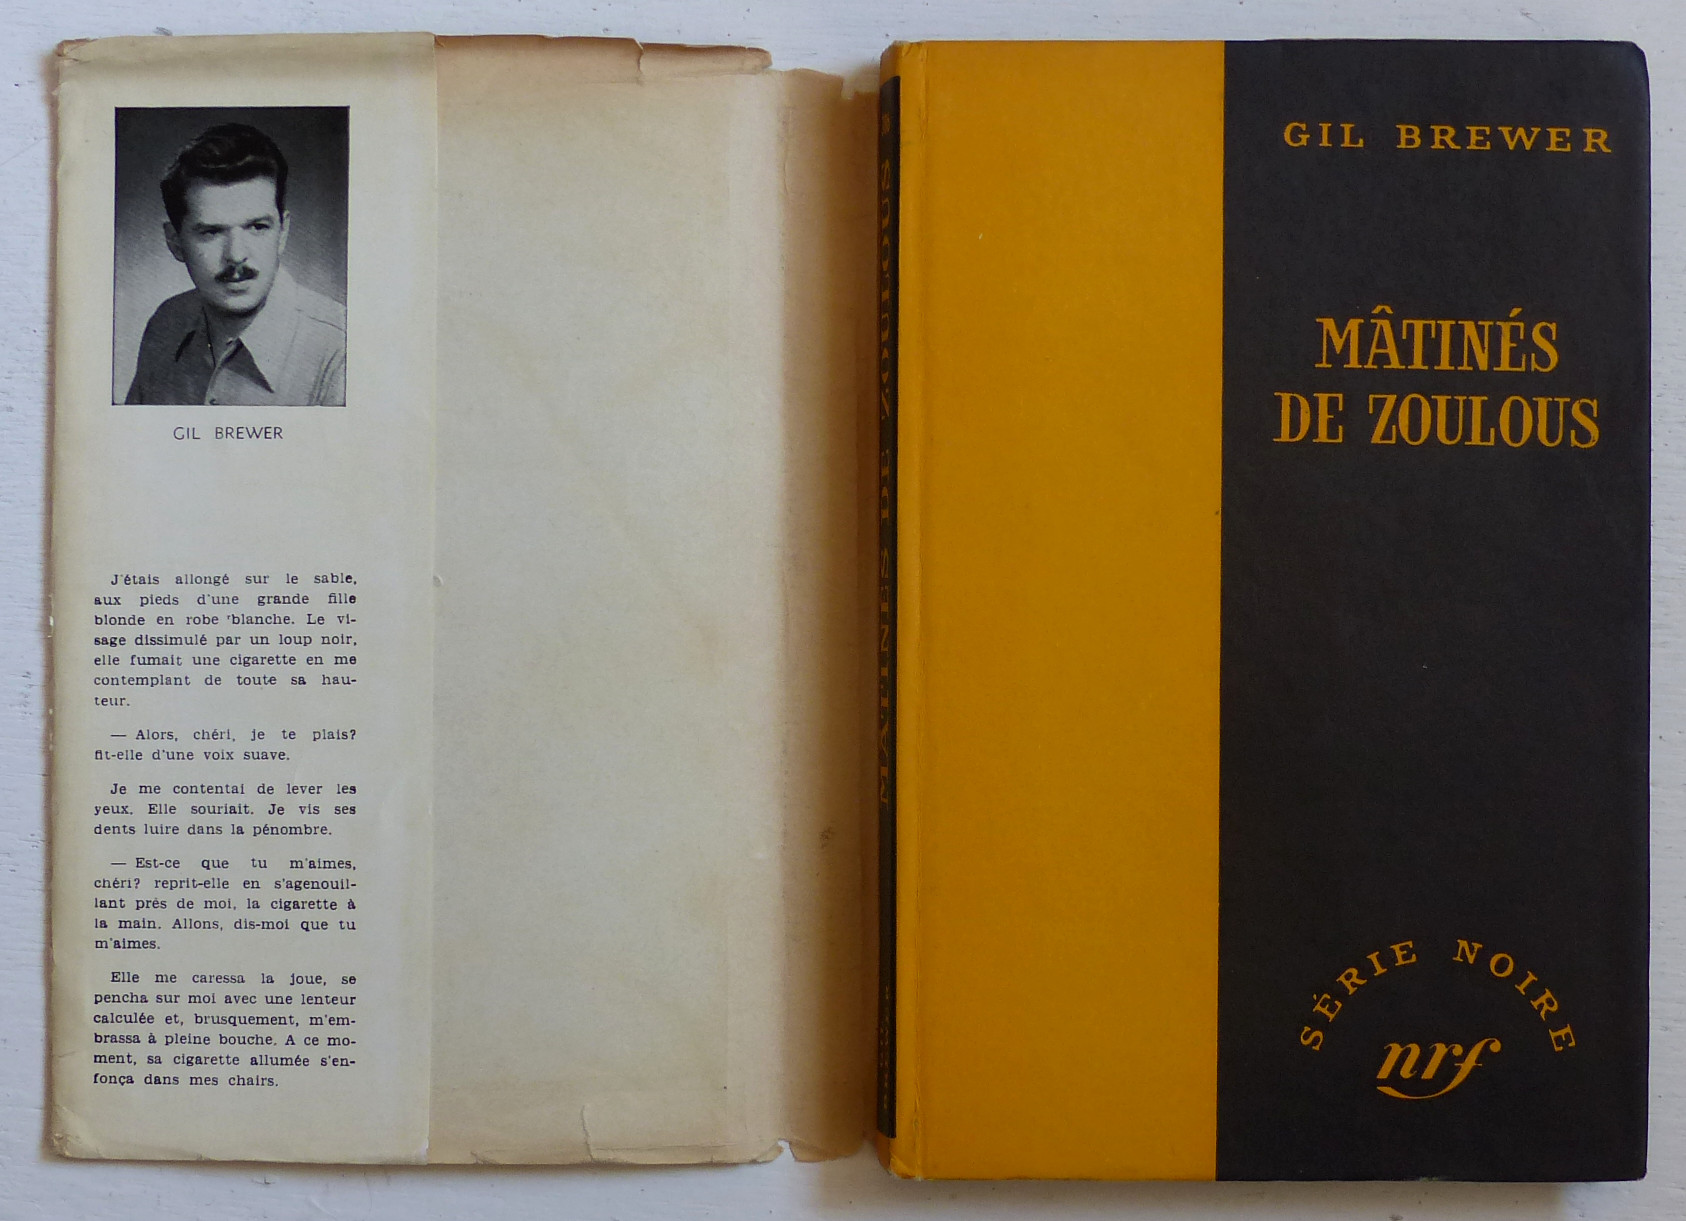 GIL BREWER
J'étais allongé sur le sable,
aux pieds d'une grande fille
blonde en robe blanche. Le vi-
sage dissimulé par un loup noir,
elle fumait une cigarette en me
contemplant de toute sa hau-
teur.
— Alors, chéri, je te plais?
fit-elle d'une voix suave.
Je me contentai de lever les
yeux. Elle souriait. Je vis ses
dents luire dans la pénombre.
— Est-ce que tu m'aimes,
chéri? reprit-elle en s'agenouil-
lant près de moi, la cigarette à
la main. Allons, dis-moi que tu
m'aimes.
Elle me caressa la joue, se
pencha sur moi avec une lenteur
calculée et, brusquement, m'em-
brassa à pleine bouche. A ce mo-
ment, sa cigarette allumée s'en-
fonça dans mes chairs.
MÂTINÉS DE ZOULOUS
GIL BREWER
MÂTINÉS
DE ZOULOUS
SÉRIE NOIRE
nrf